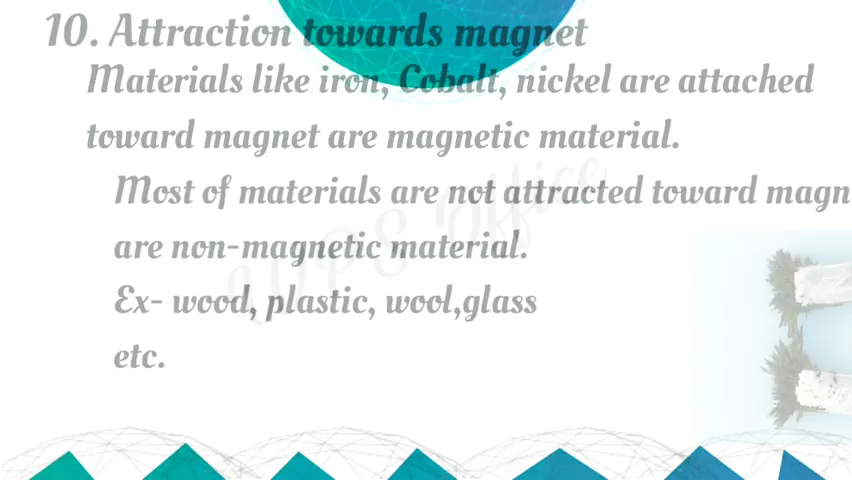 10. Attraction towards magnet
Materials like iron, Cobalt, nickel are attached
toward magnet are magnetic material.
Most of materials are not attracted toward magn
are non-magnetic material.
Ex- wood, plastic, wool,glass
etc.